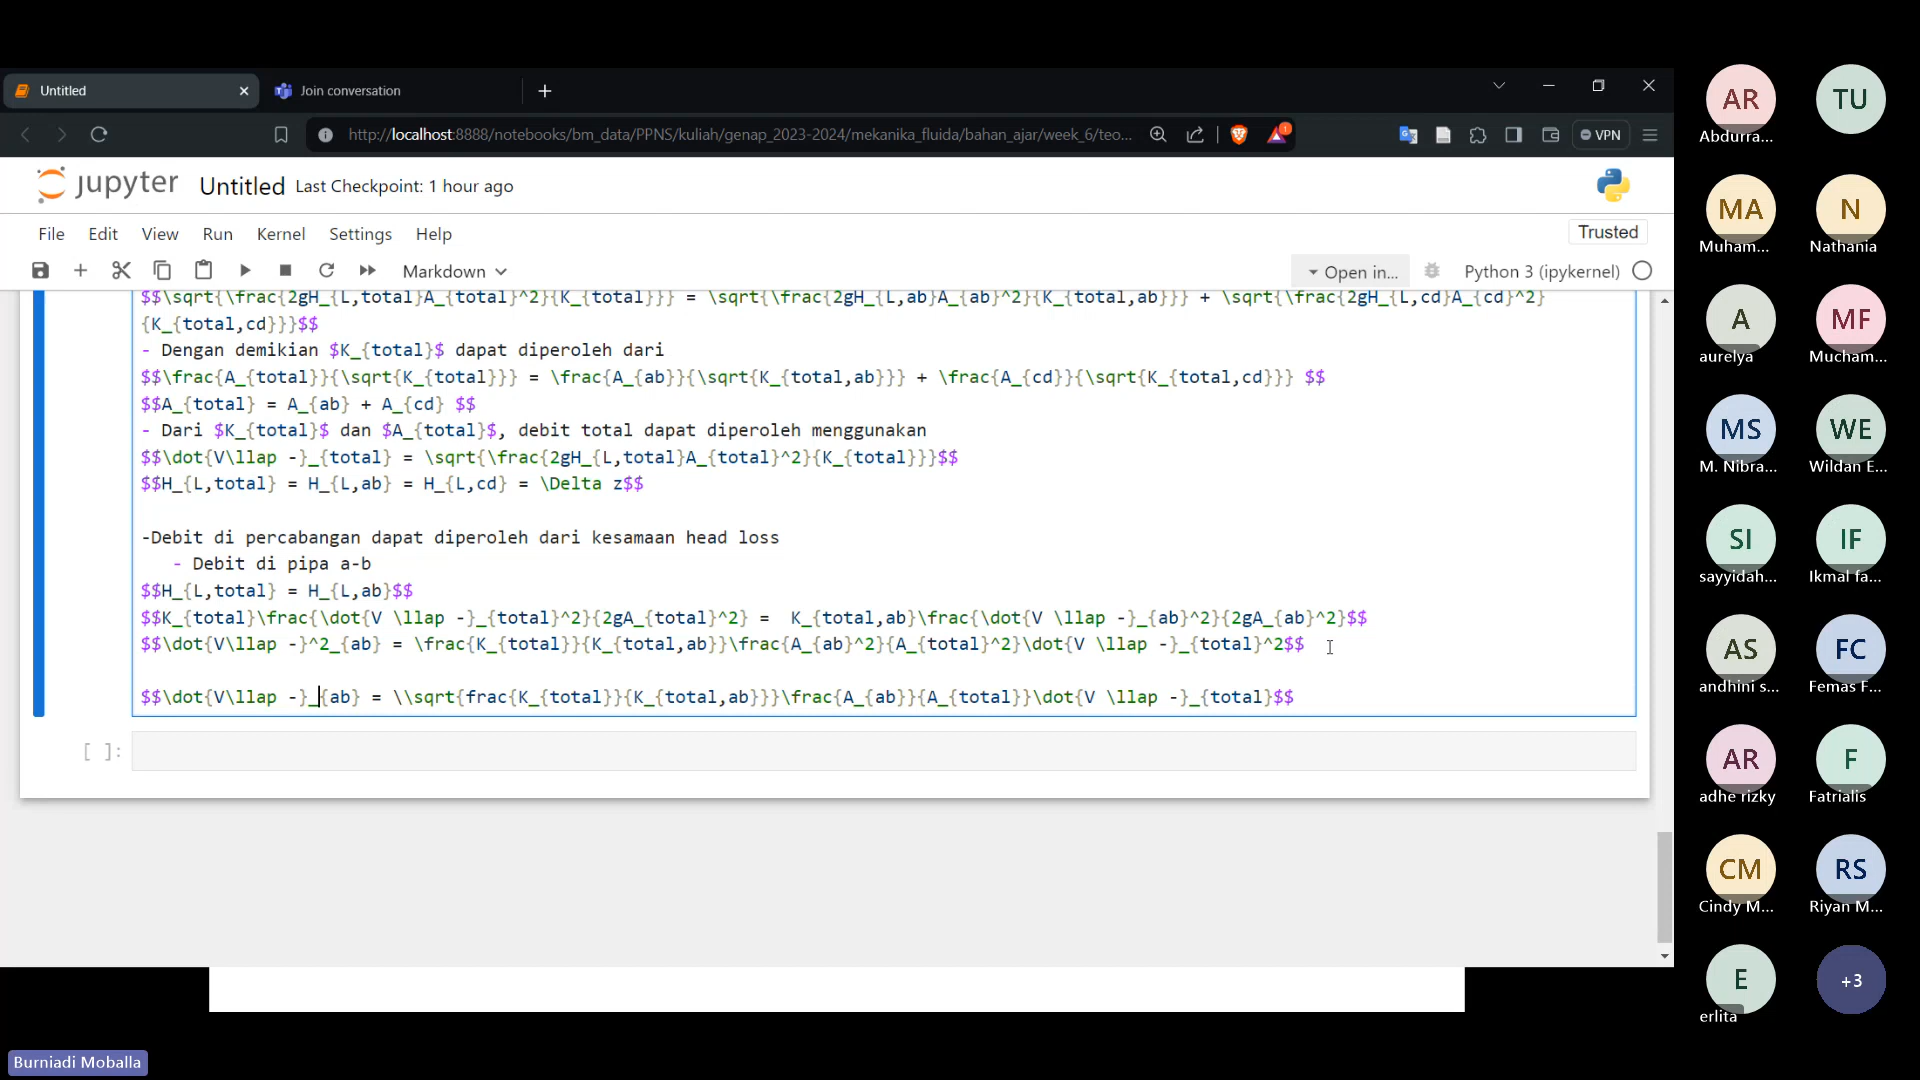 Untitled
Join conversation
http://localhost:8888/notebooks/bm_data/PPNS/kuliah/genap_2023-2024/mekanika_fluida/bahan_ajar/week_6/teo...
VPN
jupyter Untitled Last Checkpoint: 1 hour ago
File Edit View Run Kernel Settings Help
Trusted
Markdown
Open in...
Python 3 (ipykernel)
$$\sqrt{\frac{2gH_{L,total}A_{total}^2}{K_{total}}} = \sqrt{\frac{2gH_{L,ab}A_{ab}^2}{K_{total,ab}}} + \sqrt{\frac{2gH_{L,cd}A_{cd}^2}
{K_{total,cd}}}$$
- Dengan demikian $K_{total}$ dapat diperoleh dari
$$\frac{A_{total}}{\sqrt{K_{total}}} = \frac{A_{ab}}{\sqrt{K_{total,ab}}} + \frac{A_{cd}}{\sqrt{K_{total,cd}}} $$
$$A_{total} = A_{ab} + A_{cd} $$
- Dari $K_{total}$ dan $A_{total}$, debit total dapat diperoleh menggunakan
$$\dot{V\llap -}_{total} = \sqrt{\frac{2gH_{L,total}A_{total}^2}{K_{total}}}$$
$$H_{L,total} = H_{L,ab} = H_{L,cd} = \Delta z$$
-Debit di percabangan dapat diperoleh dari kesamaan head loss
- Debit di pipa a-b
$$H_{L,total} = H_{L,ab}$$
$$K_{total}\frac{\dot{V \llap -}_{total}^2}{2gA_{total}^2} =  K_{total,ab}\frac{\dot{V \llap -}_{ab}^2}{2gA_{ab}^2}$$
$$\dot{V\llap -}^2_{ab} = \frac{K_{total}}{K_{total,ab}}\frac{A_{ab}^2}{A_{total}^2}\dot{V \llap -}_{total}^2$$
$$\dot{V\llap -}_{ab} = \\sqrt{frac{K_{total}}{K_{total,ab}}}\frac{A_{ab}}{A_{total}}\dot{V \llap -}_{total}$$
[ ]:
AR
Abdurra...
TU
MA
Muham...
N
Nathania
A
aurelya
MF
Mucham...
MS
M. Nibra...
WE
Wildan E...
SI
sayyidah...
IF
Ikmal fa...
AS
andhini s...
FC
Femas F...
AR
adhe rizky
F
Fatrialis
CM
Cindy M...
RS
Riyan M...
E
erlita
+3
Burniadi Moballa